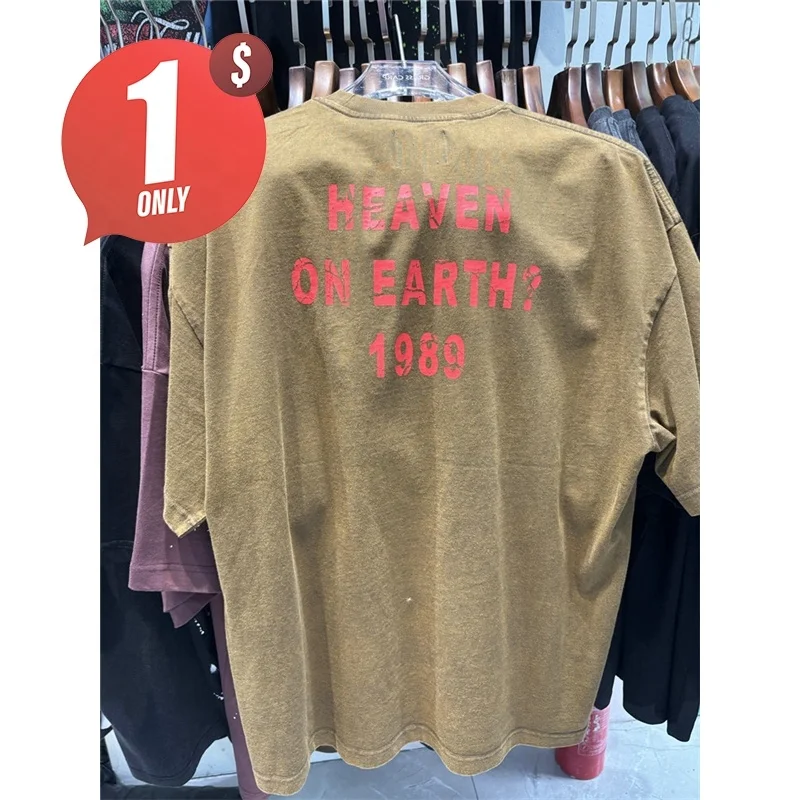 1
$
ONLY
HEAVEN
ON EARTH?
1989